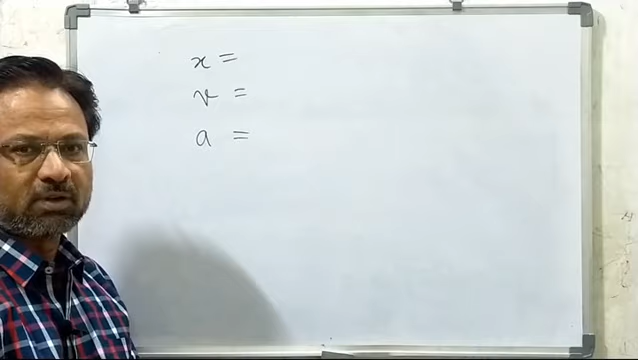 x =
v =
a =